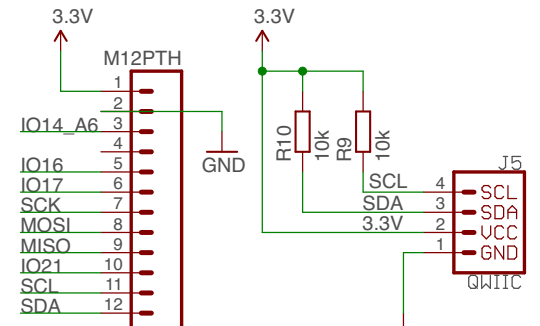 3.3V
3.3V
M12PTH
1
2
IO14_A6 3
4
IO16 5
IO17 6
SCK 7
MOSI 8
MISO 9
IO21 10
SCL 11
SDA 12
GND
R10 10k
R9 10k
J5
SCL 4 SCL
SDA 3 SDA
3.3V 2 VCC
1 GND
QWIIC